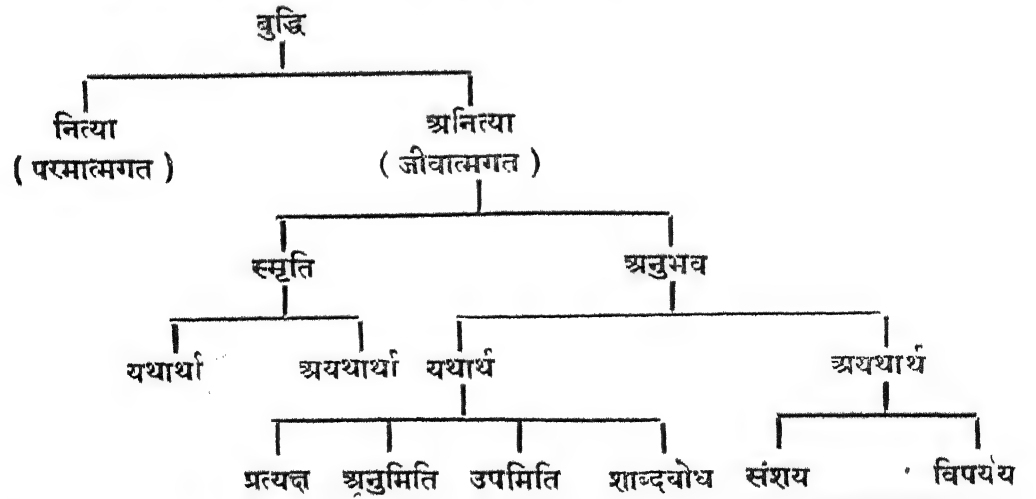 बुद्धि
नित्या अनित्या
( परमात्मगत ) ( जीवात्मगत )
स्मृति अनुभव
यथार्था अयथार्था यथार्थ अयथार्थ
प्रत्यक्ष अनुमिति उपमिति शाब्दबोध संशय विपर्यय